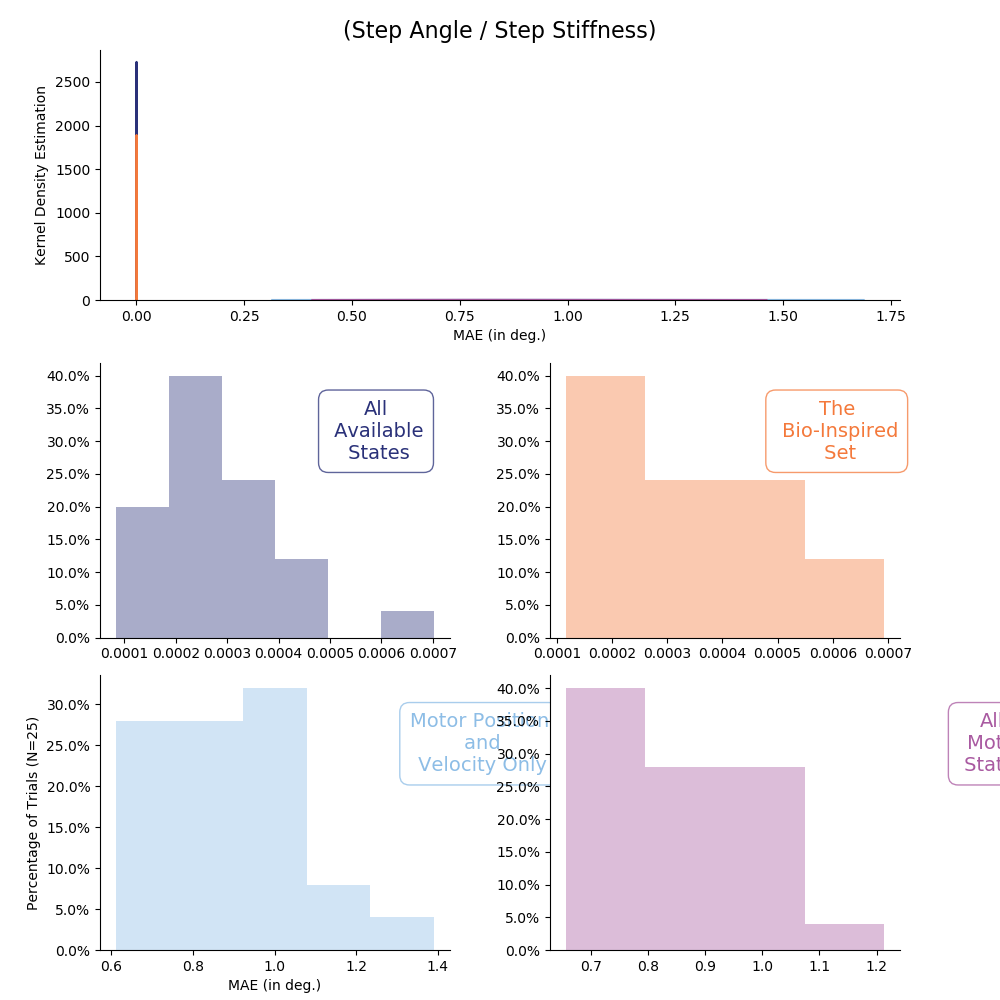 (Step Angle / Step Stiffness)
Kernel Density Estimation
2500
2000
1500
1000
500
0
0.00 0.25 0.50 0.75 1.00 1.25 1.50 1.75
MAE (in deg.)
40.0%
35.0%
30.0%
25.0%
20.0%
15.0%
10.0%
5.0%
0.0%
0.0001 0.0002 0.0003 0.0004 0.0005 0.0006 0.0007
All
Available
States
40.0%
35.0%
30.0%
25.0%
20.0%
15.0%
10.0%
5.0%
0.0%
0.0001 0.0002 0.0003 0.0004 0.0005 0.0006 0.0007
The
Bio-Inspired
Set
Percentage of Trials (N=25)
30.0%
25.0%
20.0%
15.0%
10.0%
5.0%
0.0%
0.6 0.8 1.0 1.2 1.4
MAE (in deg.)
Motor Position
and
Velocity Only
40.0%
35.0%
30.0%
25.0%
20.0%
15.0%
10.0%
5.0%
0.0%
0.7 0.8 0.9 1.0 1.1 1.2
All